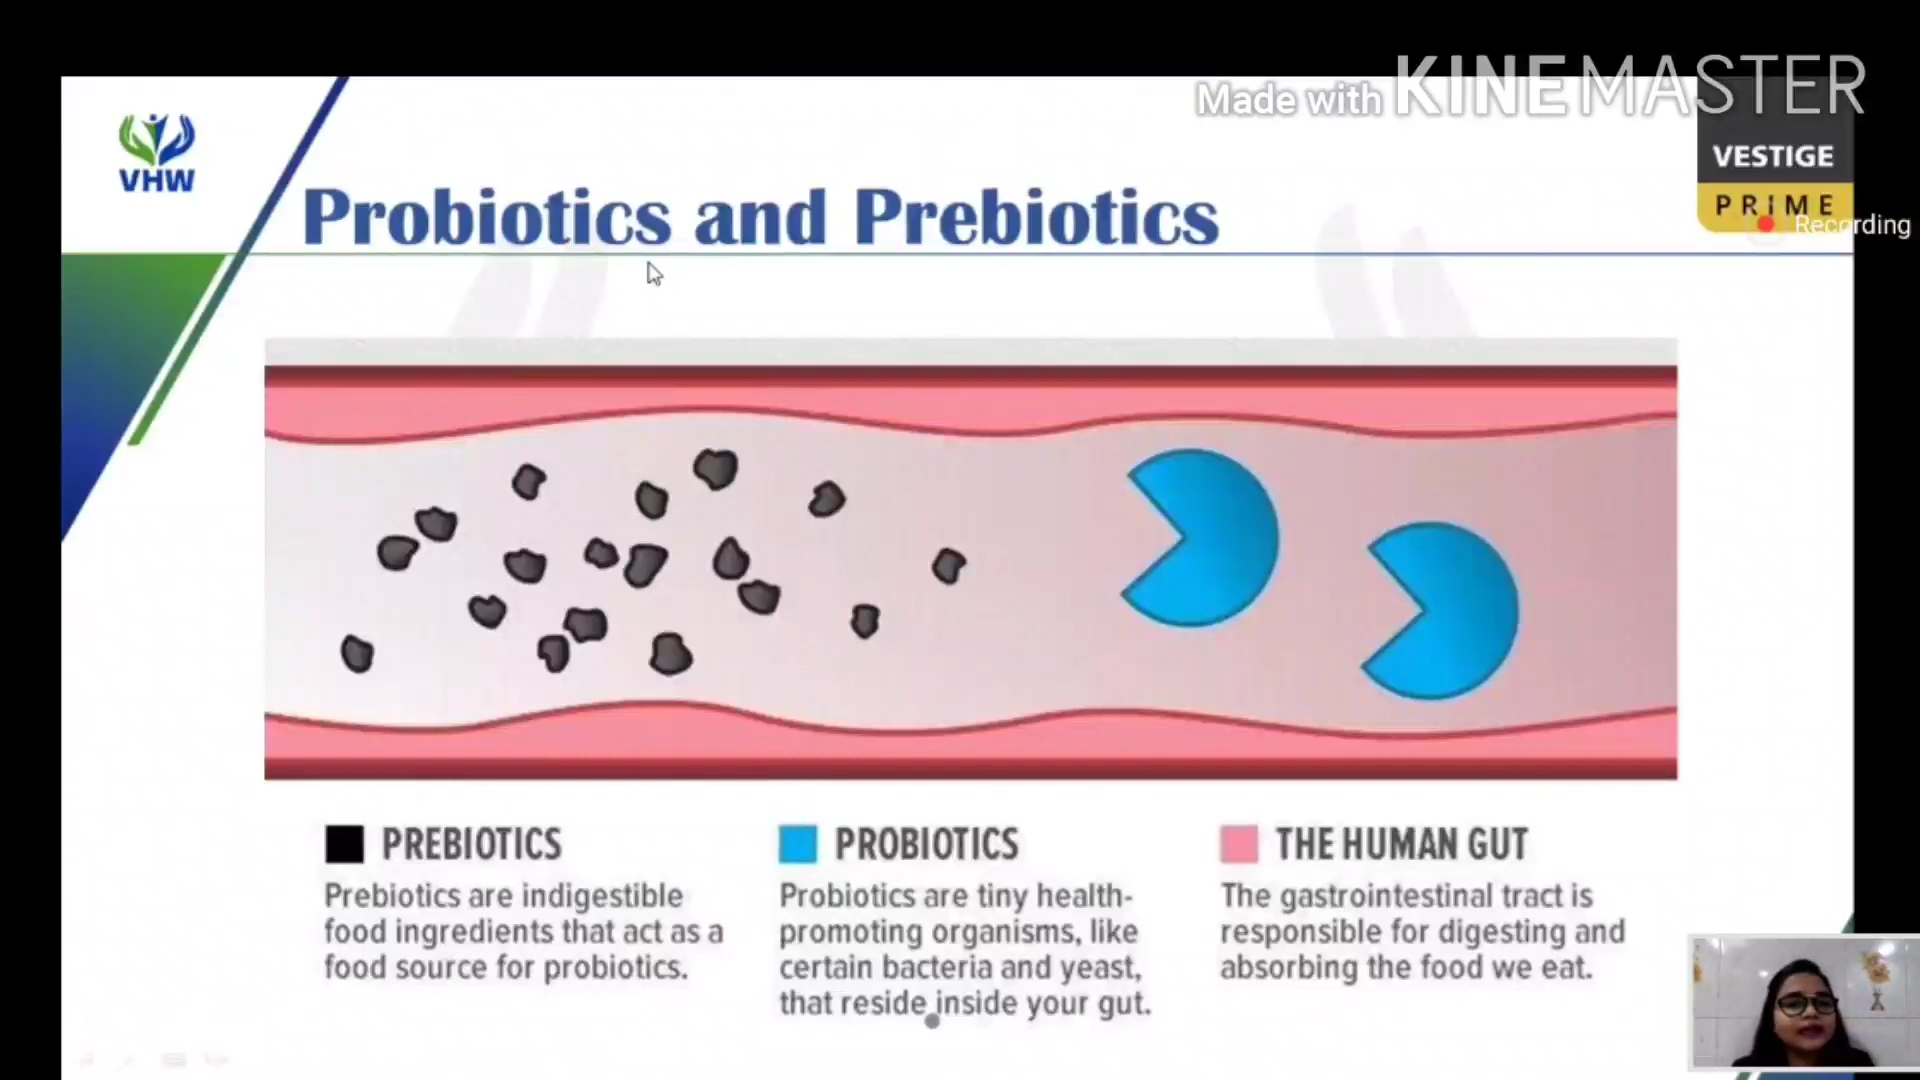 Made with KINEMASTER
VHW
VESTIGE
PRIME
Recording
Probiotics and Prebiotics
PREBIOTICS
Prebiotics are indigestible
food ingredients that act as a
food source for probiotics.
PROBIOTICS
Probiotics are tiny health-
promoting organisms, like
certain bacteria and yeast,
that reside inside your gut.
THE HUMAN GUT
The gastrointestinal tract is
responsible for digesting and
absorbing the food we eat.